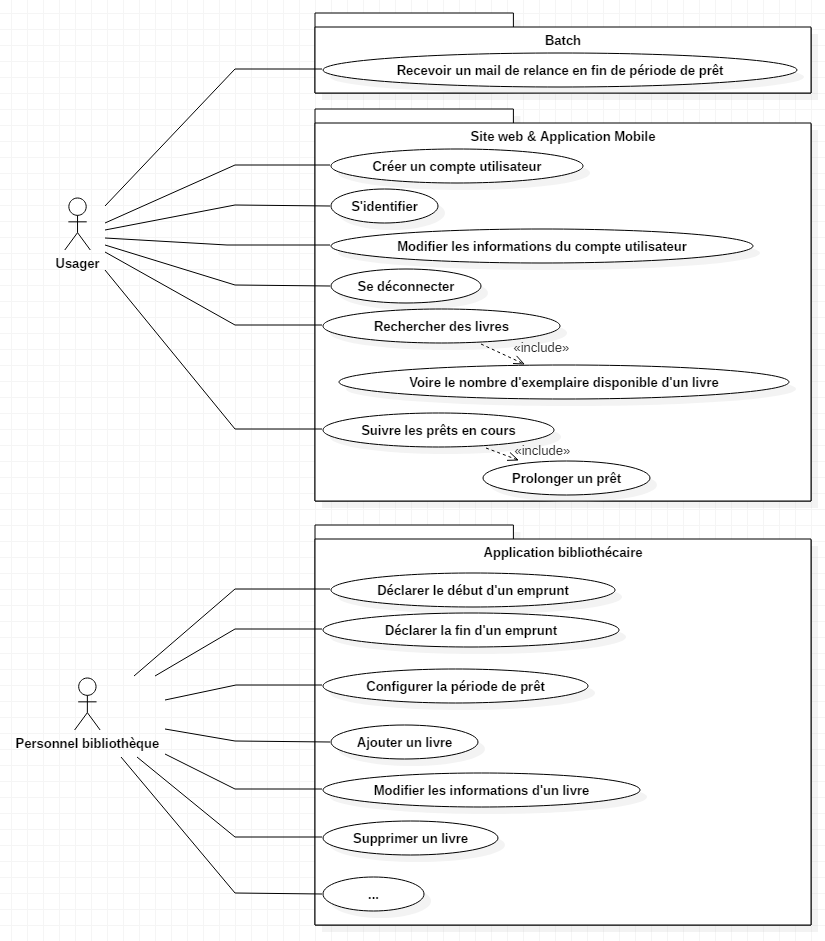 Batch
Recevoir un mail de relance en fin de période de prêt
Site web & Application Mobile
Créer un compte utilisateur
S'identifier
Modifier les informations du compte utilisateur
Usager
Se déconnecter
Rechercher des livres
«include»
Voire le nombre d'exemplaire disponible d'un livre
Suivre les prêts en cours
«include»
Prolonger un prêt
Application bibliothécaire
Déclarer le début d'un emprunt
Déclarer la fin d'un emprunt
Configurer la période de prêt
Personnel bibliothèque
Ajouter un livre
Modifier les informations d'un livre
Supprimer un livre
...